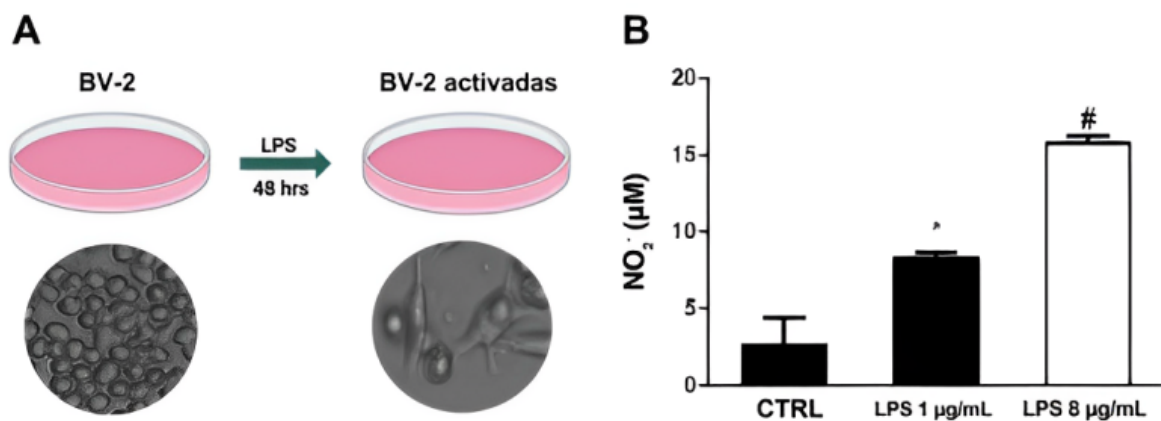 A
BV-2
BV-2 activadas
LPS
48 hrs
B
NO₂⁻ (µM)
20
15
10
5
0
*
#
CTRL
LPS 1 µg/mL
LPS 8 µg/mL